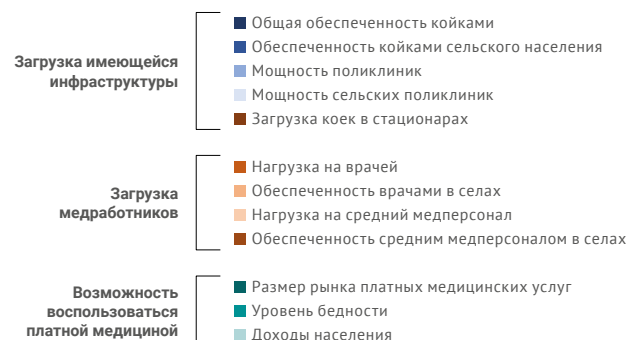 Загрузка имеющейся
инфраструктуры
Общая обеспеченность койками
Обеспеченность койками сельского населения
Мощность поликлиник
Мощность сельских поликлиник
Загрузка коек в стационарах
Загрузка
медработников
Нагрузка на врачей
Обеспеченность врачами в селах
Нагрузка на средний медперсонал
Обеспеченность средним медперсоналом в селах
Возможность
воспользоваться
платной медициной
Размер рынка платных медицинских услуг
Уровень бедности
Доходы населения